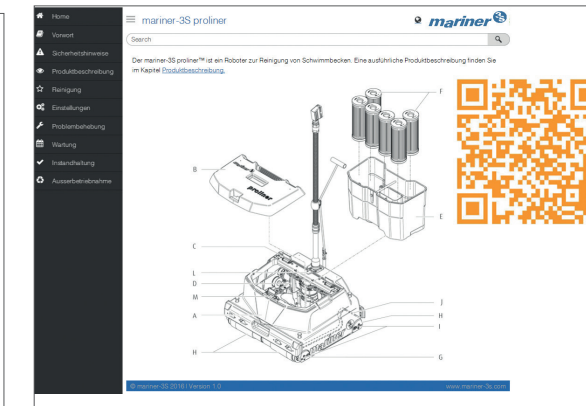 Home
Vorwort
Sicherheitshinweise
Produktbeschreibung
Reinigung
Einstellungen
Problembehebung
Wartung
Instandhaltung
Ausserbetriebnahme
mariner-3S proliner
mariner 3S
Search
Der mariner-3S proliner™ ist ein Roboter zur Reinigung von Schwimmbecken. Eine ausführliche Produktbeschreibung finden Sie
im Kapitel Produktbeschreibung.
F
B
proliner
E
C
L
D
M
A
J
H
I
H
G
© mariner-3S 2016 | Version 1.0
www.mariner-3s.com